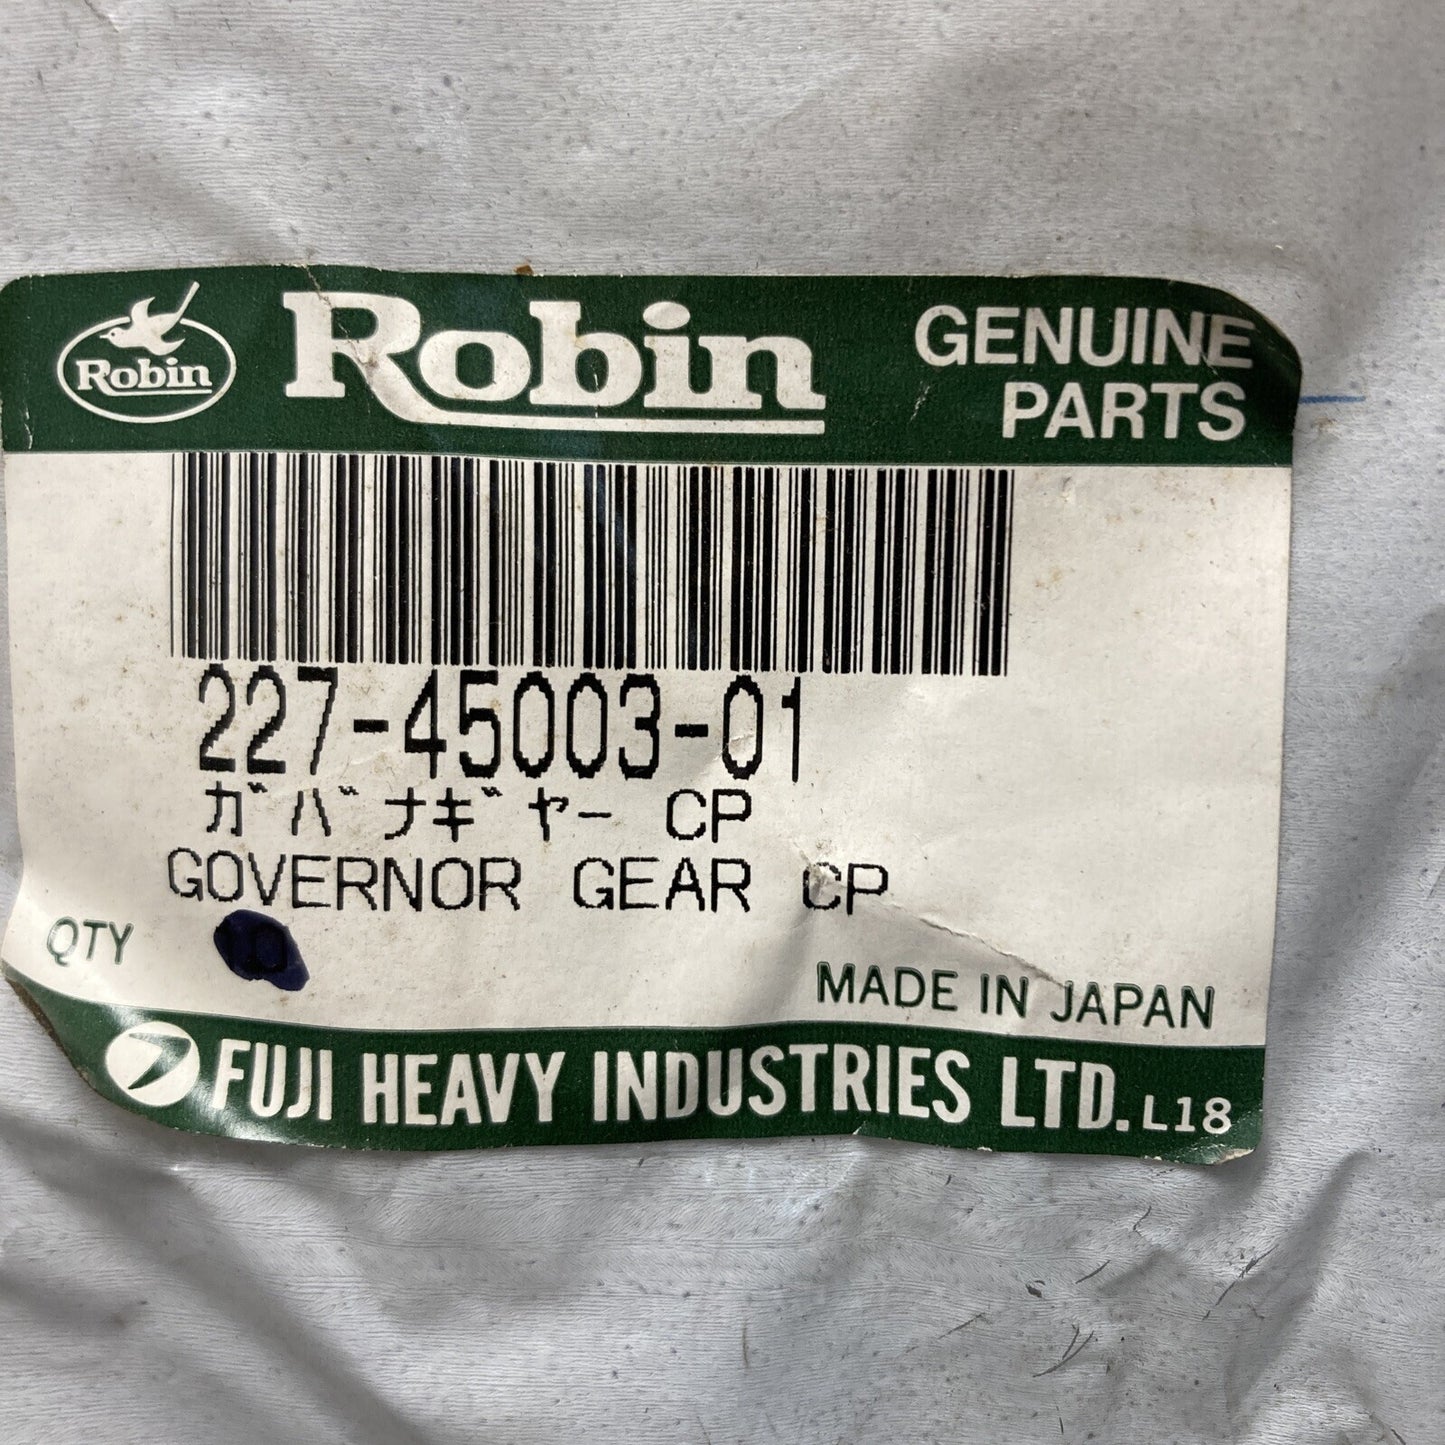 Robin
Robin
GENUINE
PARTS
227-45003-01
ガバナギヤー CP
GOVERNOR GEAR CP
QTY 10
MADE IN JAPAN
FUJI HEAVY INDUSTRIES LTD. L18